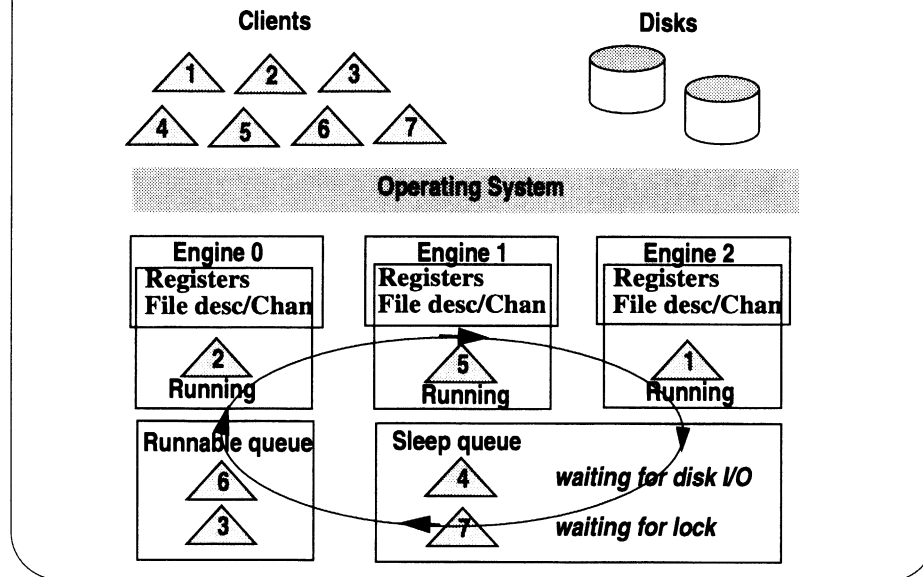 Clients
Disks
1 2 3
4 5 6 7
Operating System
Engine 0
Registers
File desc/Chan
2
Running
Engine 1
Registers
File desc/Chan
5
Running
Engine 2
Registers
File desc/Chan
1
Running
Runnable queue
6
3
Sleep queue
4 waiting for disk I/O
7 waiting for lock